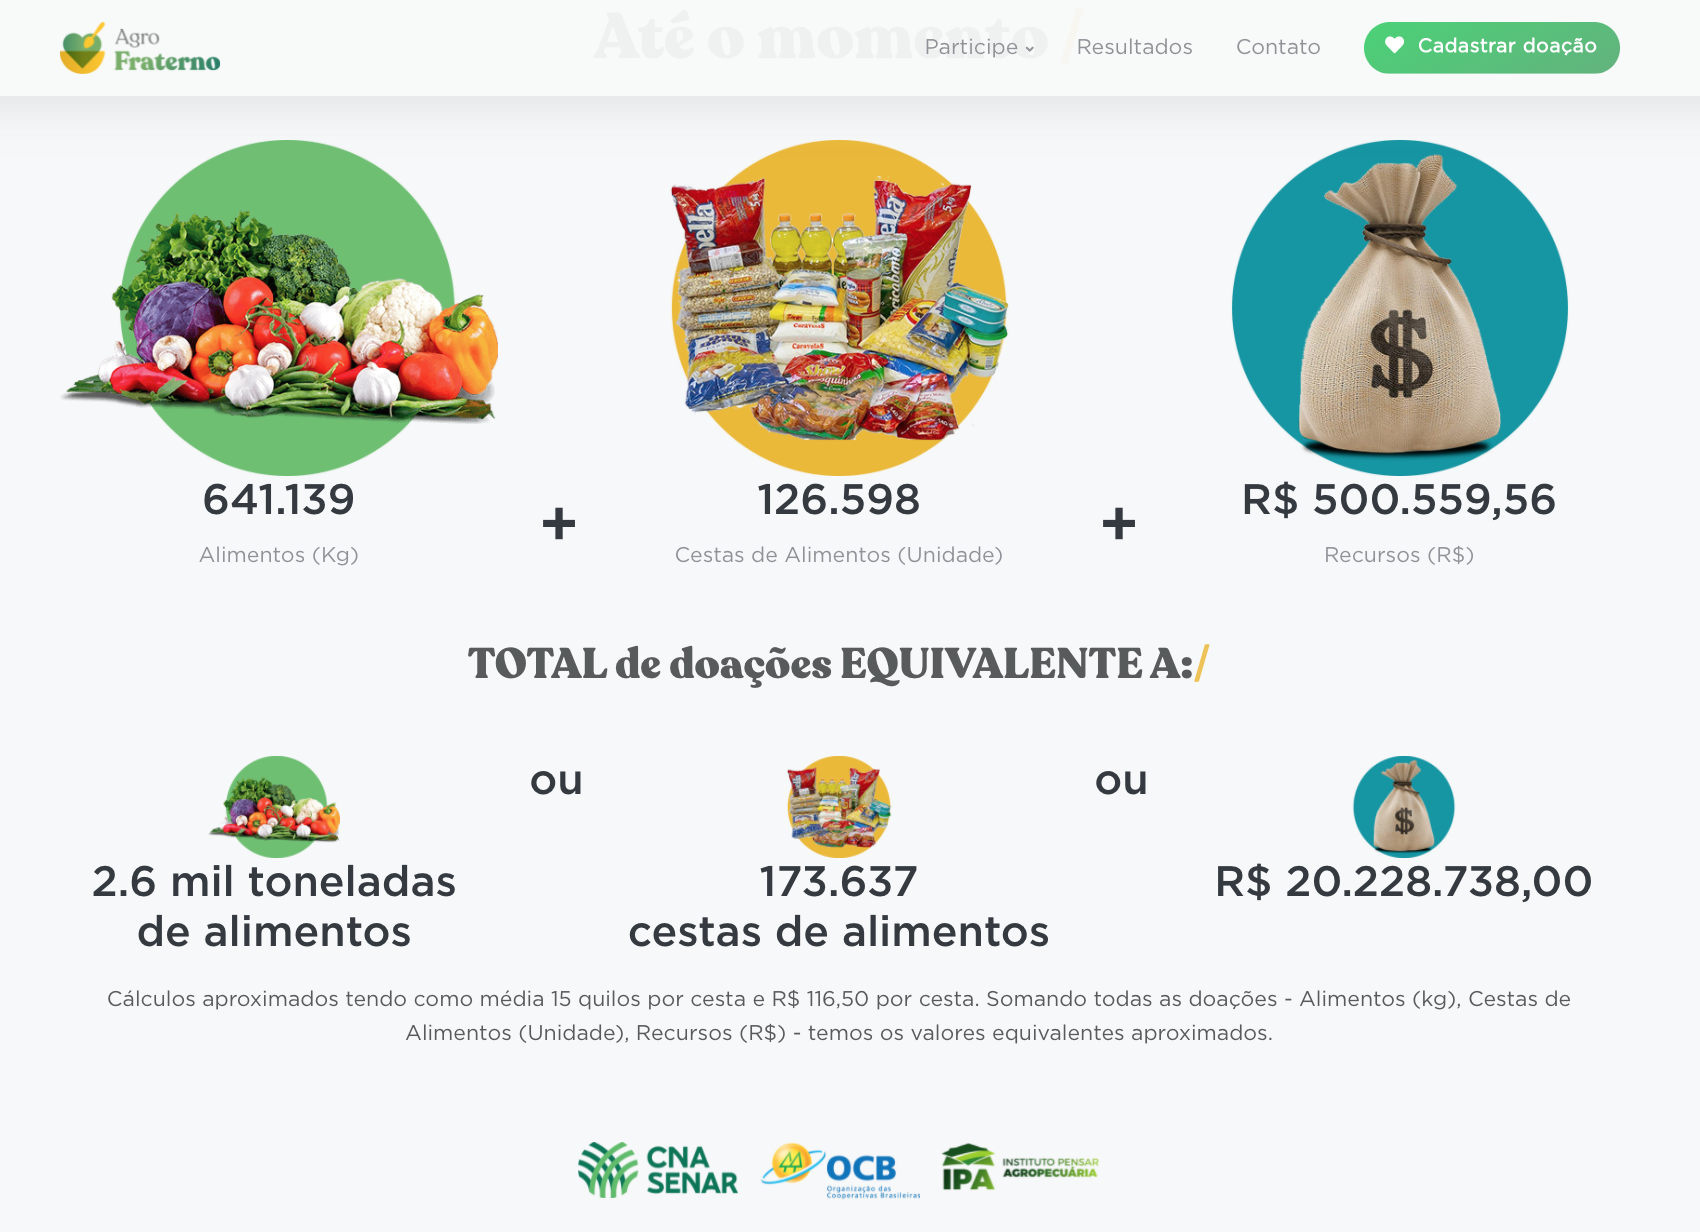 Agro
Fraterno
Até o momento /
Participe
Resultados
Contato
Cadastrar doação
641.139
Alimentos (Kg)
+
126.598
Cestas de Alimentos (Unidade)
+
R$ 500.559,56
Recursos (R$)
TOTAL de doações EQUIVALENTE A:/
2.6 mil toneladas
de alimentos
ou
173.637
cestas de alimentos
ou
R$ 20.228.738,00
Cálculos aproximados tendo como média 15 quilos por cesta e R$ 116,50 por cesta. Somando todas as doações - Alimentos (kg), Cestas de
Alimentos (Unidade), Recursos (R$) - temos os valores equivalentes aproximados.
CNA
SENAR
OCB
Organização das
Cooperativas Brasileiras
IPA
INSTITUTO PENSAR
AGROPECUÁRIA